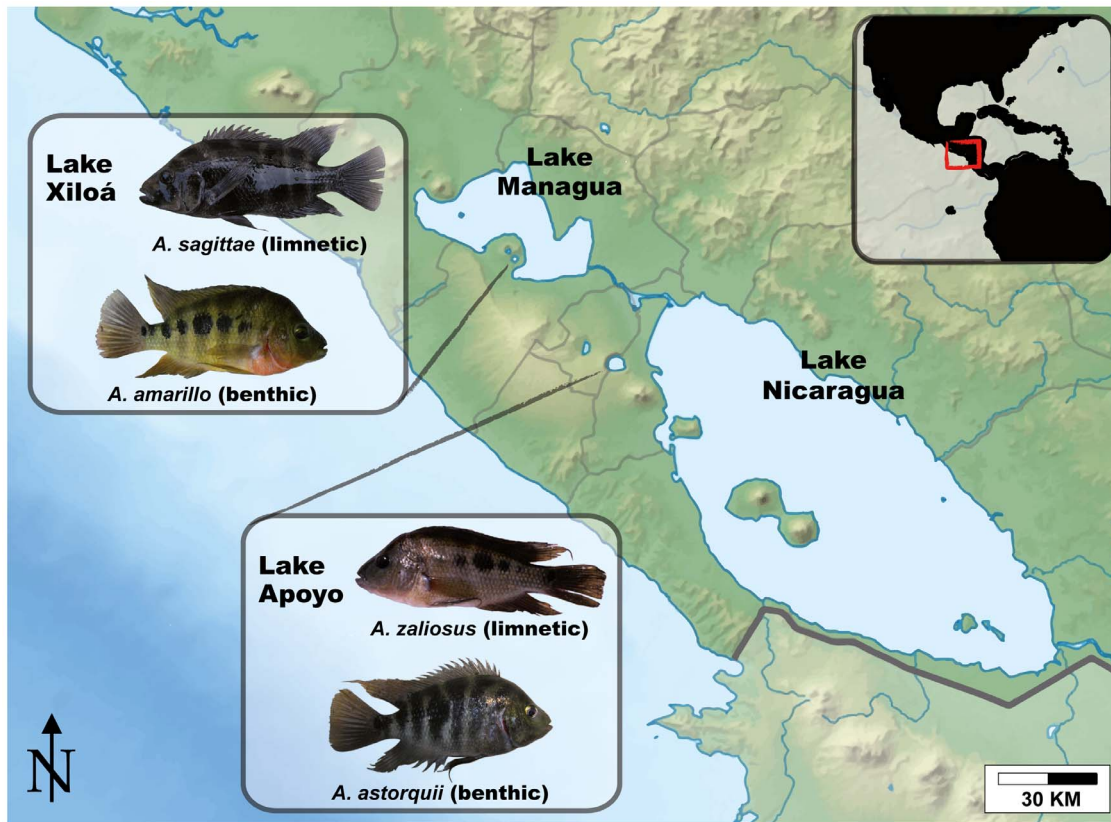 Lake
Xiloá
A. sagittae (limnetic)
A. amarillo (benthic)
Lake
Managua
Lake
Nicaragua
Lake
Apoyo
A. zaliosus (limnetic)
A. astorquii (benthic)
N
30 KM